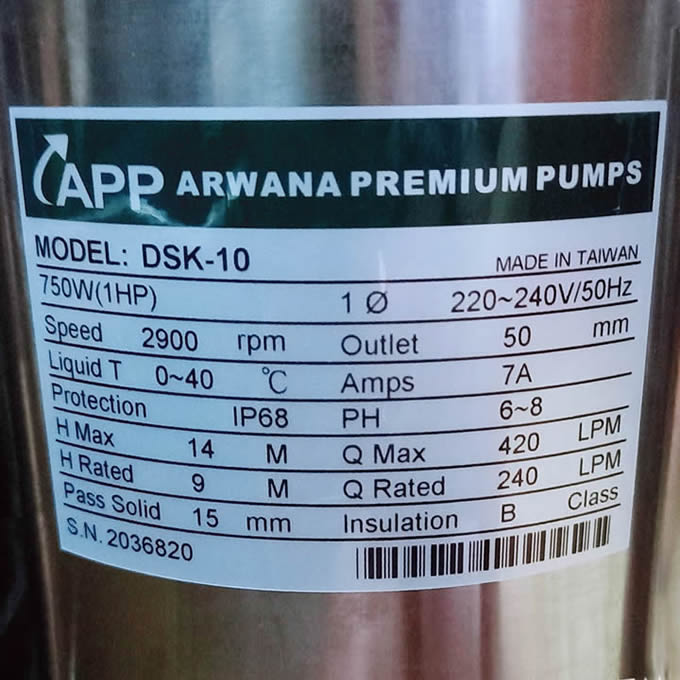 APP ARWANA PREMIUM PUMPS
MODEL: DSK-10 MADE IN TAIWAN
750W(1HP) 1 Ø 220~240V/50Hz
Speed 2900 rpm Outlet 50 mm
Liquid T 0~40 ℃ Amps 7A
Protection IP68 PH 6~8
H Max 14 M Q Max 420 LPM
H Rated 9 M Q Rated 240 LPM
Pass Solid 15 mm Insulation B Class
S.N. 2036820